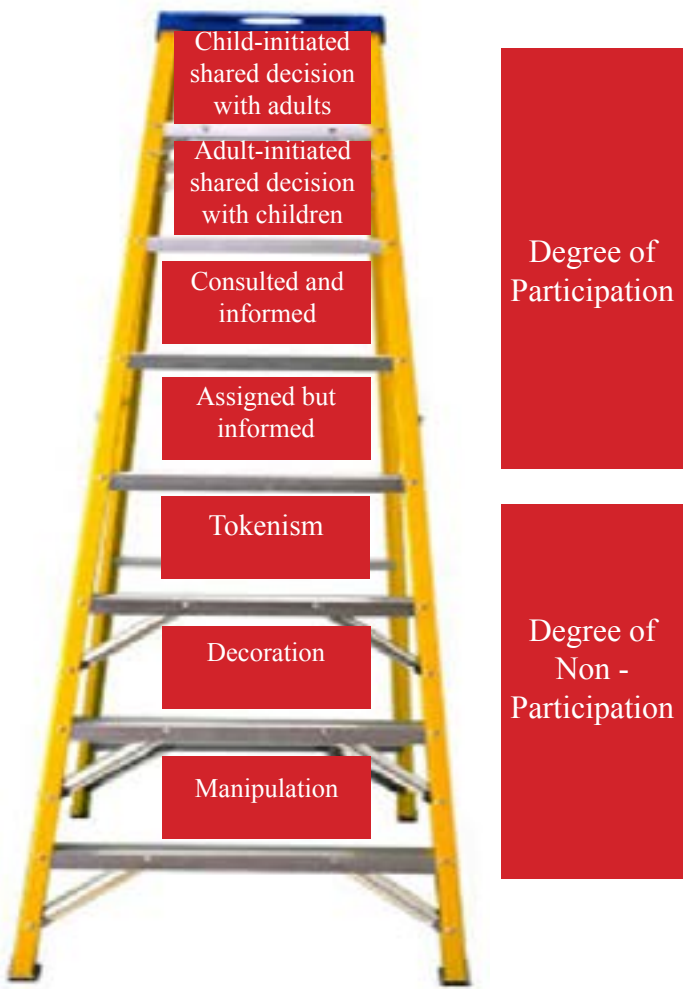 Child-initiated
shared decision
with adults
Adult-initiated
shared decision
with children
Consulted and
informed
Assigned but
informed
Tokenism
Decoration
Manipulation
Degree of
Participation
Degree of
Non -
Participation